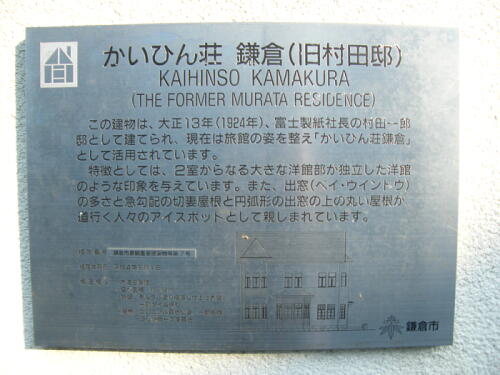 かいひん荘 鎌倉(旧村田邸)
KAIHINSO KAMAKURA
(THE FORMER MURATA RESIDENCE)
この建物は、大正13年(1924年)、富士製紙社長の村田一郎
邸として建てられ、現在は旅館の姿を整え「かいひん荘鎌倉」
として活用されています。
特徴としては、2室からなる大きな洋館部が独立した洋館
のような印象を与えています。また、出窓(ベイ・ウインドウ)
の多さと急勾配の切妻屋根と円弧形の出窓の上の丸い屋根が
道行く人々のアイスポットとして親しまれています。
鎌倉市